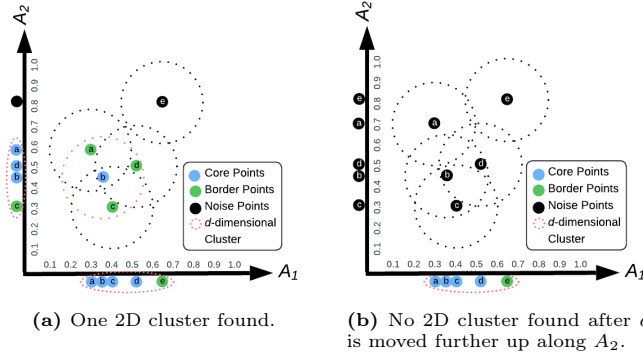 A2
A2
1.0
0.9
0.8
0.7
0.6
0.5
0.4
0.3
0.2
0.1
1.0
0.9
0.8
0.7
0.6
0.5
0.4
0.3
0.2
0.1
e
e
a
a
a
a
d
d
d
d
b
b
b
b
c
c
c
c
Core Points
Border Points
Noise Points
d-dimensional
Cluster
Core Points
Border Points
Noise Points
d-dimensional
Cluster
0.1 0.2 0.3 0.4 0.5 0.6 0.7 0.8 0.9 1.0
A1
0.1 0.2 0.3 0.4 0.5 0.6 0.7 0.8 0.9 1.0
A1
a b c d e
a b c d e
(a) One 2D cluster found.
(b) No 2D cluster found after
is moved further up along A2.